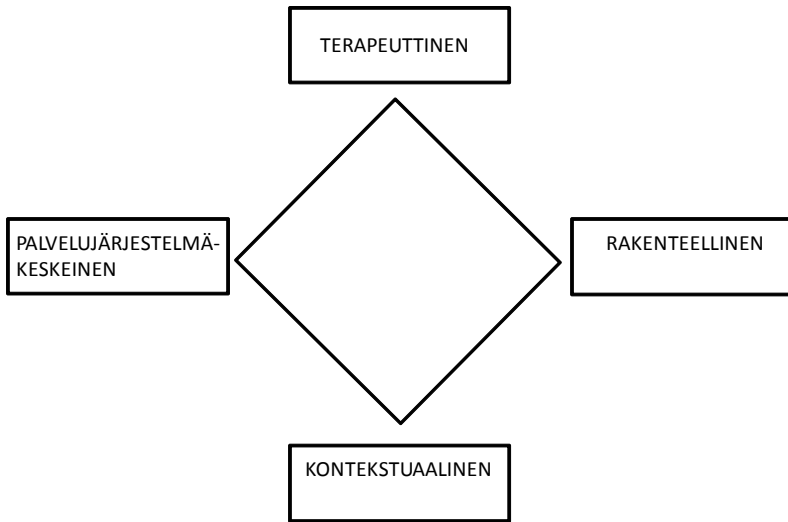 TERAPEUTTINEN
PALVELUJÄRJESTELMÄ-
KESKEINEN
RAKENTEELLINEN
KONTEKSTUAALINEN